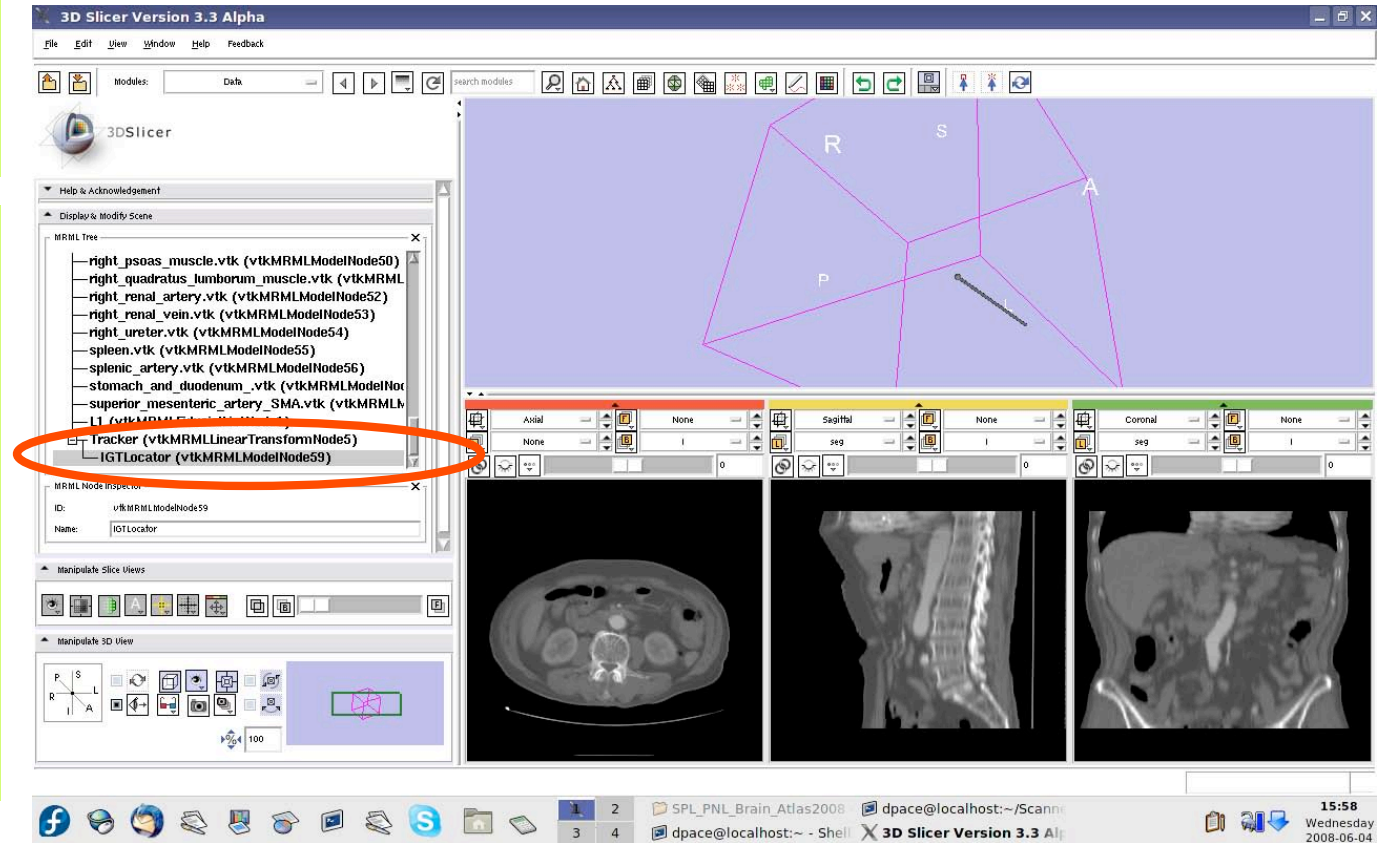 3D Slicer Version 3.3 Alpha
File Edit View Window Help Feedback
Modules: Data search modules
3DSlicer
Help & Acknowledgement
Display & Modify Scene
MRML Tree
right_psoas_muscle.vtk (vtkMRMLModelNode50)
right_quadratus_lumborum_muscle.vtk (vtkMRML
right_renal_artery.vtk (vtkMRMLModelNode52)
right_renal_vein.vtk (vtkMRMLModelNode53)
right_ureter.vtk (vtkMRMLModelNode54)
spleen.vtk (vtkMRMLModelNode55)
splenic_artery.vtk (vtkMRMLModelNode56)
stomach_and_duodenum_.vtk (vtkMRMLModelNod
superior_mesenteric_artery_SMA.vtk (vtkMRMLM
L1
Tracker (vtkMRMLLinearTransformNode5)
IGTLocator (vtkMRMLModelNode59)
MRML Node Inspector
ID: vtkMRMLModelNode59
Name: IGTLocator
Manipulate Slice Views
Manipulate 3D View
P S
R L
I A
100
R S A
P L
Axial None
None I
0
Sagittal None
seg I
0
Coronal None
seg I
0
1 2
3 4
SPL_PNL_Brain_Atlas2008
dpace@localhost:~/Scann
dpace@localhost:~ - Shell
3D Slicer Version 3.3 Alp
15:58
Wednesday
2008-06-04